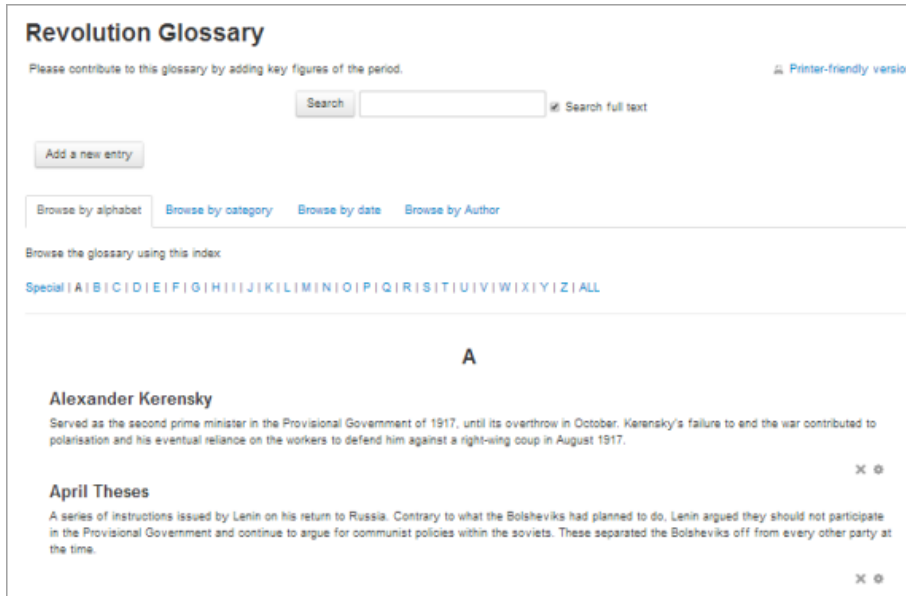 Revolution Glossary
Please contribute to this glossary by adding key figures of the period.
Printer-friendly versio
Search
Search full text
Add a new entry
Browse by alphabet Browse by category Browse by date Browse by Author
Browse the glossary using this index
Special | A | B | C | D | E | F | G | H | I | J | K | L | M | N | O | P | Q | R | S | T | U | V | W | X | Y | Z | ALL
A
Alexander Kerensky
Served as the second prime minister in the Provisional Government of 1917, until its overthrow in October. Kerensky's failure to end the war contributed to
polarisation and his eventual reliance on the workers to defend him against a right-wing coup in August 1917.
April Theses
A series of instructions issued by Lenin on his return to Russia. Contrary to what the Bolsheviks had planned to do, Lenin argued they should not participate
in the Provisional Government and continue to argue for communist policies within the soviets. These separated the Bolsheviks off from every other party at
the time.